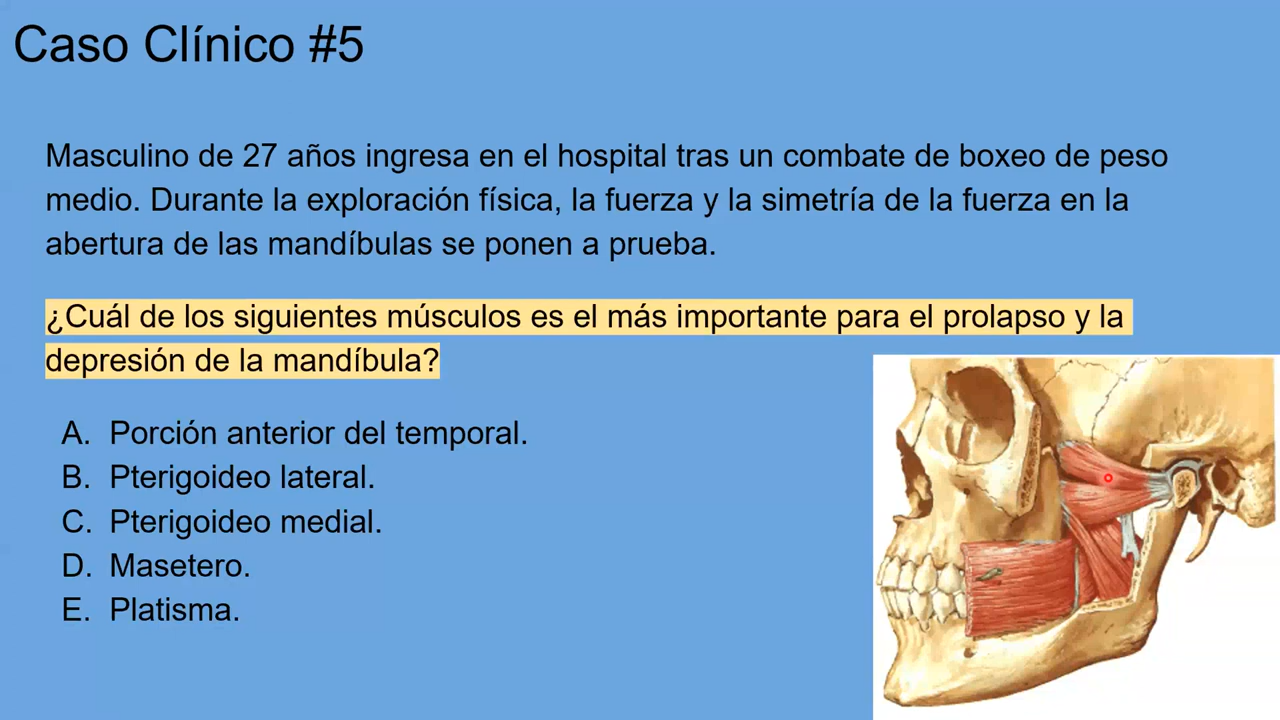 Caso Clínico #5
Masculino de 27 años ingresa en el hospital tras un combate de boxeo de peso
medio. Durante la exploración física, la fuerza y la simetría de la fuerza en la
abertura de las mandíbulas se ponen a prueba.
¿Cuál de los siguientes músculos es el más importante para el prolapso y la
depresión de la mandíbula?
A. Porción anterior del temporal.
B. Pterigoideo lateral.
C. Pterigoideo medial.
D. Masetero.
E. Platisma.